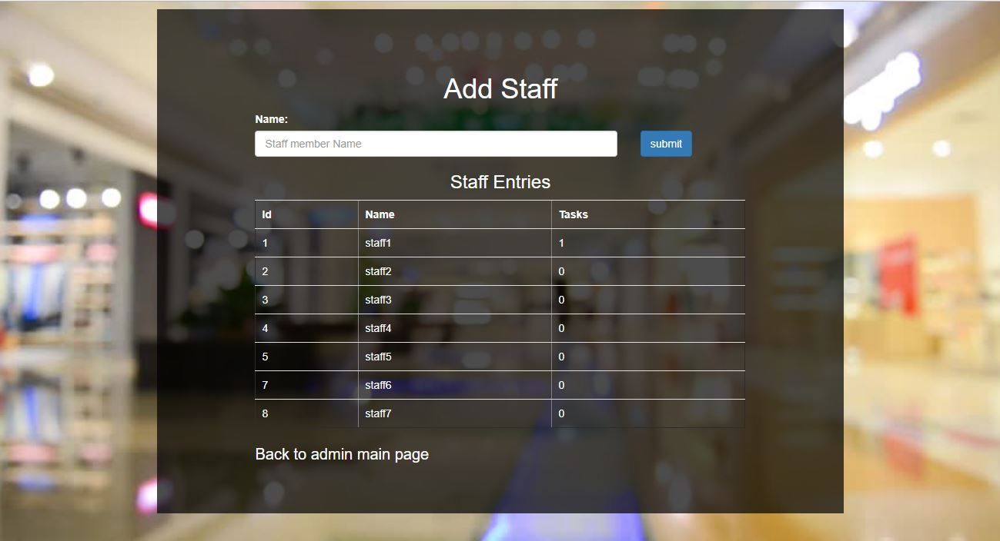 Add Staff
Name:
Staff member Name
submit
Staff Entries
Id Name Tasks
1 staff1 1
2 staff2 0
3 staff3 0
4 staff4 0
5 staff5 0
7 staff6 0
8 staff7 0
Back to admin main page